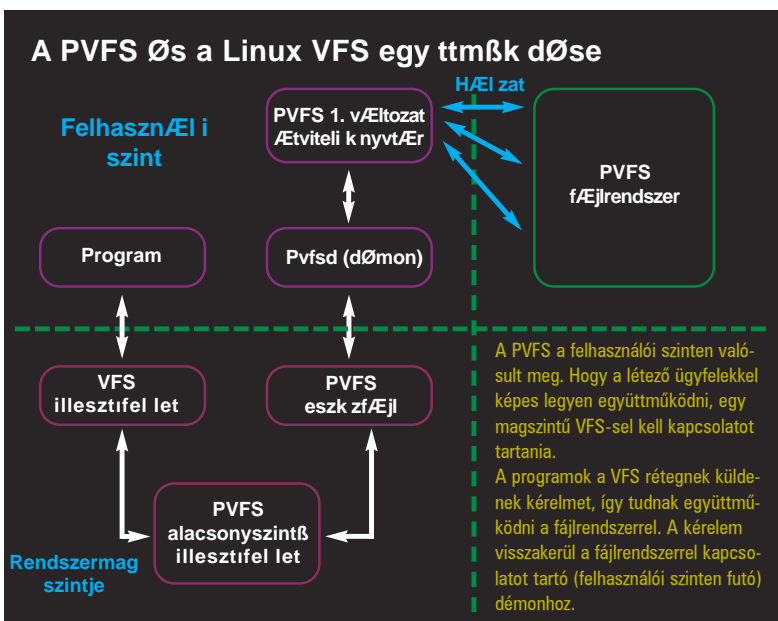 A PVFS Øs a Linux VFS egy ttmßk dØse
HÆl zat
FelhasznÆl i
szint
PVFS 1. vÆltozat
Ætviteli k nyvtÆr
PVFS
fÆjlrendszer
Program
Pvfsd (dØmon)
VFS
illesztıfel let
PVFS
eszk zfÆjl
PVFS
alacsonyszintß
illesztıfel let
Rendszermag
szintje
A PVFS a felhasználói szinten való-
sult meg. Hogy a létező ügyfelekkel
képes legyen együttműködni, egy
magszintű VFS-sel kell kapcsolatot
tartania.
A programok a VFS rétegnek külde-
nek kérelmet, így tudnak együttmű-
ködni a fájlrendszerrel. A kérelem
visszakerül a fájlrendszerrel kapcso-
latot tartó (felhasználói szinten futó)
démonhoz.